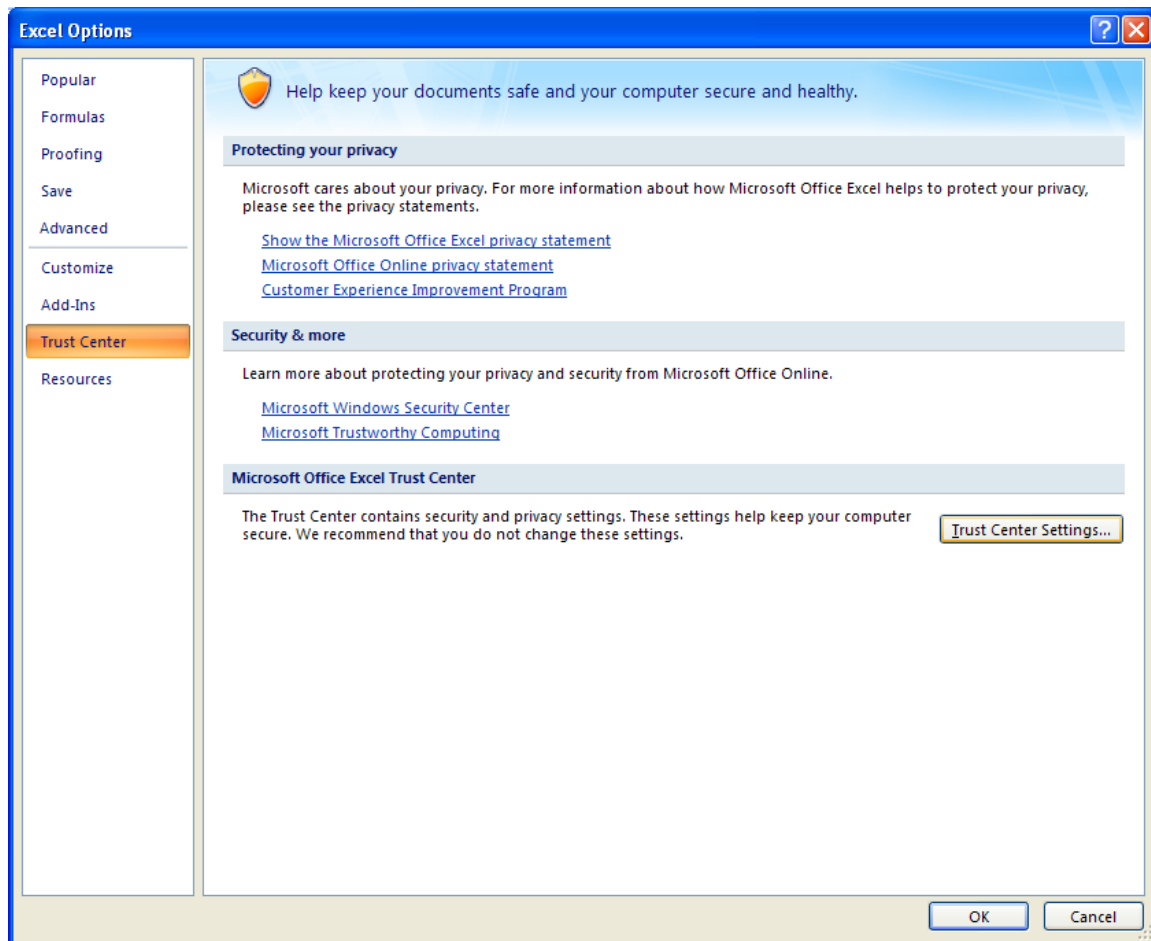 Excel Options
?
Popular
Formulas
Proofing
Save
Advanced
Customize
Add-Ins
Trust Center
Resources
Help keep your documents safe and your computer secure and healthy.
Protecting your privacy
Microsoft cares about your privacy. For more information about how Microsoft Office Excel helps to protect your privacy,
please see the privacy statements.
Show the Microsoft Office Excel privacy statement
Microsoft Office Online privacy statement
Customer Experience Improvement Program
Security & more
Learn more about protecting your privacy and security from Microsoft Office Online.
Microsoft Windows Security Center
Microsoft Trustworthy Computing
Microsoft Office Excel Trust Center
The Trust Center contains security and privacy settings. These settings help keep your computer
secure. We recommend that you do not change these settings.
Trust Center Settings...
OK
Cancel